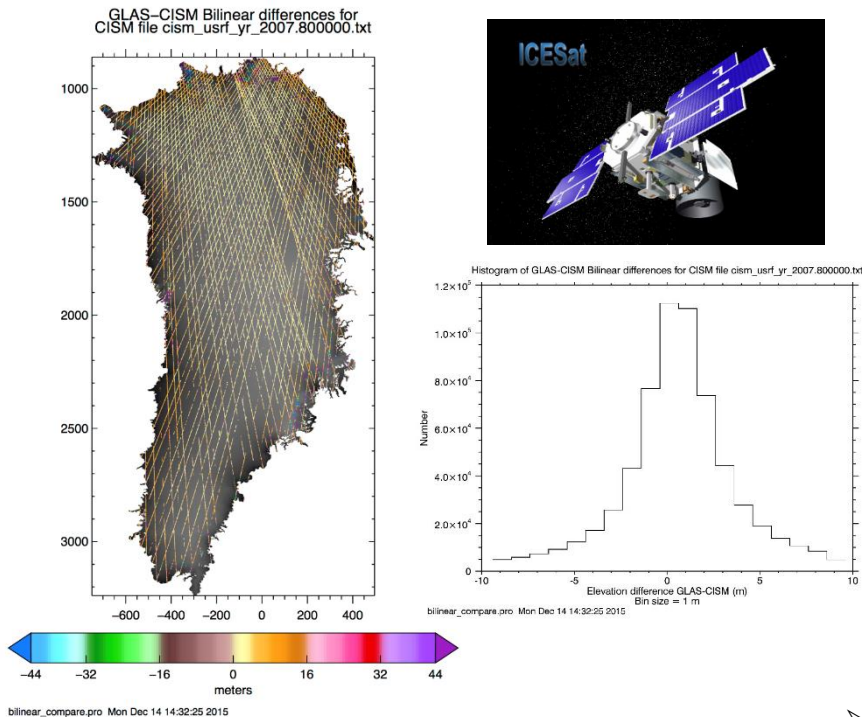 GLAS-CISM Bilinear differences for
CISM file cism_usrf_yr_2007.800000.txt
1000
1500
2000
2500
3000
−600 −400 −200 0 200 400
−44 −32 −16 0 16 32 44
meters
bilinear_compare.pro Mon Dec 14 14:32:25 2015
ICESat
Histogram of GLAS-CISM Bilinear differences for CISM file cism_usrf_yr_2007.800000.txt
1.2×10⁵
1.0×10⁵
8.0×10⁴
6.0×10⁴
4.0×10⁴
2.0×10⁴
0
Number
-10 -5 0 5 10
Elevation difference GLAS-CISM (m)
Bin size = 1 m
bilinear_compare.pro Mon Dec 14 14:32:25 2015